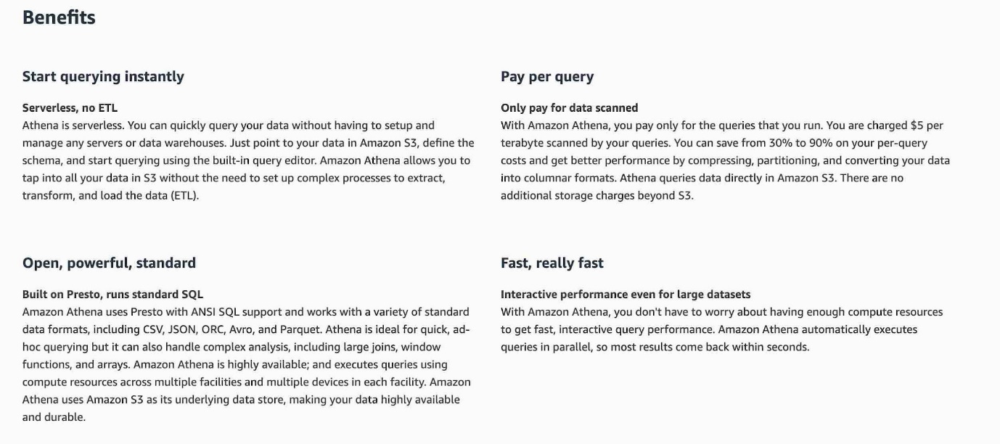 Benefits
Start querying instantly
Serverless, no ETL
Athena is serverless. You can quickly query your data without having to setup and
manage any servers or data warehouses. Just point to your data in Amazon S3, define the
schema, and start querying using the built-in query editor. Amazon Athena allows you to
tap into all your data in S3 without the need to set up complex processes to extract,
transform, and load the data (ETL).
Pay per query
Only pay for data scanned
With Amazon Athena, you pay only for the queries that you run. You are charged $5 per
terabyte scanned by your queries. You can save from 30% to 90% on your per-query
costs and get better performance by compressing, partitioning, and converting your data
into columnar formats. Athena queries data directly in Amazon S3. There are no
additional storage charges beyond S3.
Open, powerful, standard
Built on Presto, runs standard SQL
Amazon Athena uses Presto with ANSI SQL support and works with a variety of standard
data formats, including CSV, JSON, ORC, Avro, and Parquet. Athena is ideal for quick, ad-
hoc querying but it can also handle complex analysis, including large joins, window
functions, and arrays. Amazon Athena is highly available; and executes queries using
compute resources across multiple facilities and multiple devices in each facility. Amazon
Athena uses Amazon S3 as its underlying data store, making your data highly available
and durable.
Fast, really fast
Interactive performance even for large datasets
With Amazon Athena, you don't have to worry about having enough compute resources
to get fast, interactive query performance. Amazon Athena automatically executes
queries in parallel, so most results come back within seconds.